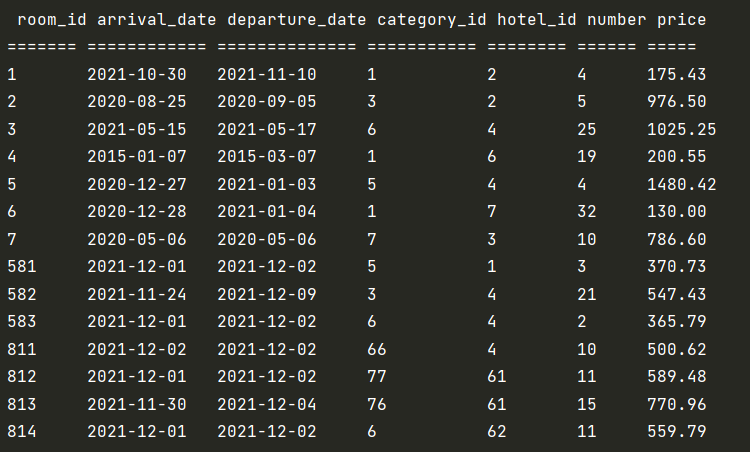 room_id arrival_date departure_date category_id hotel_id number price
======= ============ ============== =========== ======== ====== =====
1       2021-10-30   2021-11-10     1           2        4      175.43
2       2020-08-25   2020-09-05     3           2        5      976.50
3       2021-05-15   2021-05-17     6           4        25     1025.25
4       2015-01-07   2015-03-07     1           6        19     200.55
5       2020-12-27   2021-01-03     5           4        4      1480.42
6       2020-12-28   2021-01-04     1           7        32     130.00
7       2020-05-06   2020-05-06     7           3        10     786.60
581     2021-12-01   2021-12-02     5           1        3      370.73
582     2021-11-24   2021-12-09     3           4        21     547.43
583     2021-12-01   2021-12-02     6           4        2      365.79
811     2021-12-02   2021-12-02     66          4        10     500.62
812     2021-12-01   2021-12-02     77          61       11     589.48
813     2021-11-30   2021-12-04     76          61       15     770.96
814     2021-12-01   2021-12-02     6           62       11     559.79